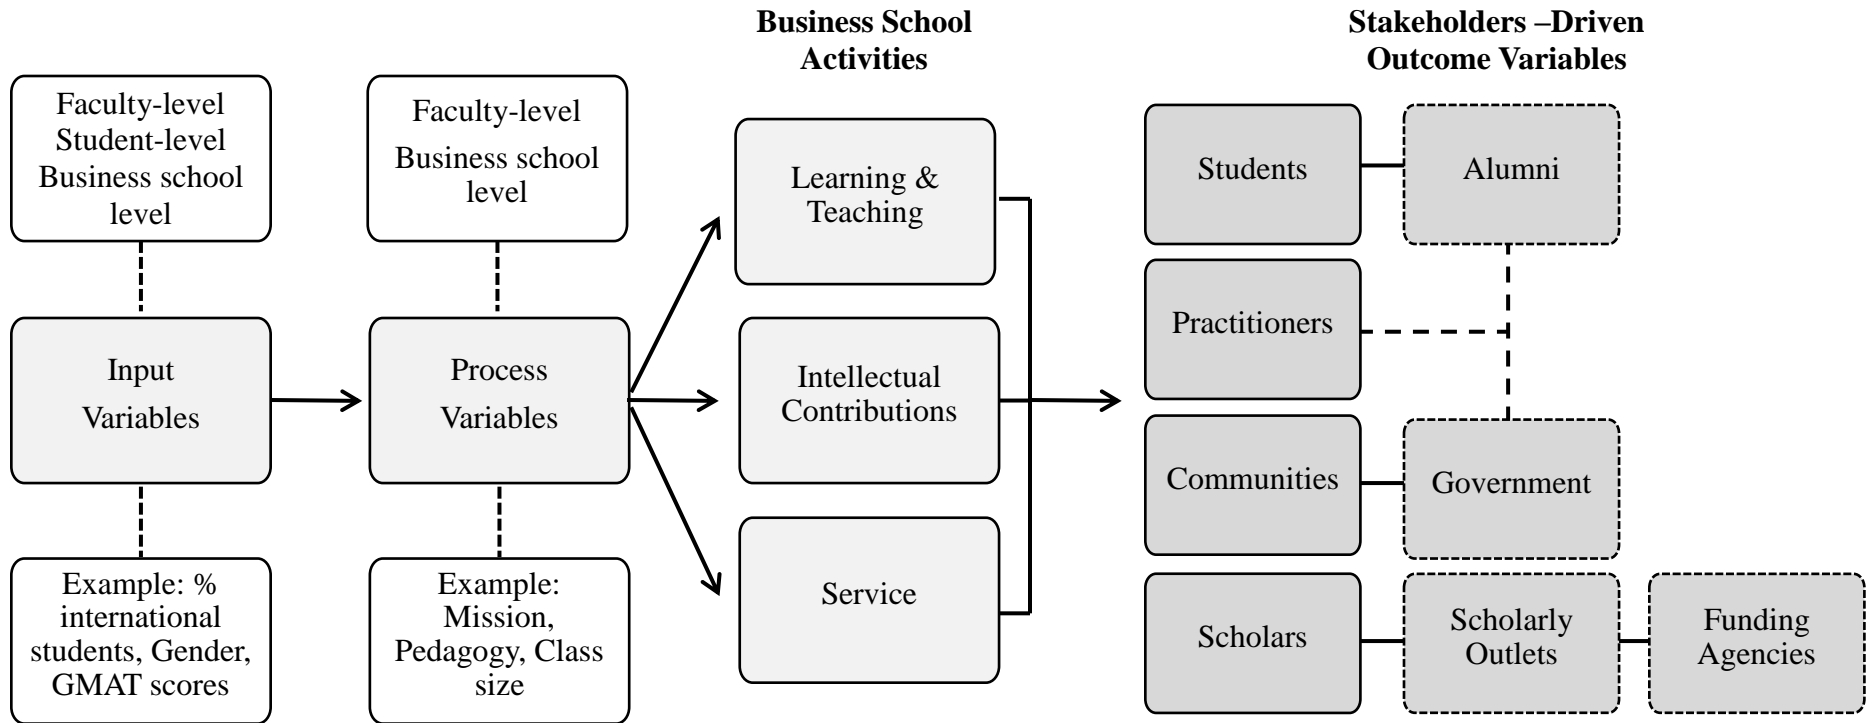 Business School
Activities
Stakeholders –Driven
Outcome Variables
Faculty-level
Student-level
Business school
level
Faculty-level
Business school
level
Input
Variables
Process
Variables
Example: %
international
students, Gender,
GMAT scores
Example:
Mission,
Pedagogy, Class
size
Learning &
Teaching
Intellectual
Contributions
Service
Students
Alumni
Practitioners
Communities
Government
Scholars
Scholarly
Outlets
Funding
Agencies